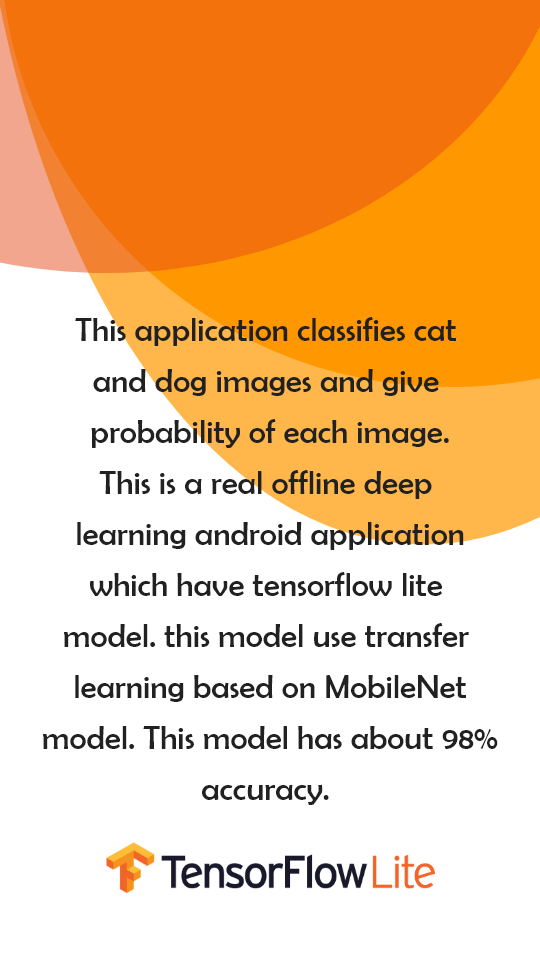 This application classifies cat
and dog images and give
probability of each image.
This is a real offline deep
learning android application
which have tensorflow lite
model. this model use transfer
learning based on MobileNet
model. This model has about 98%
accuracy.
TensorFlow Lite